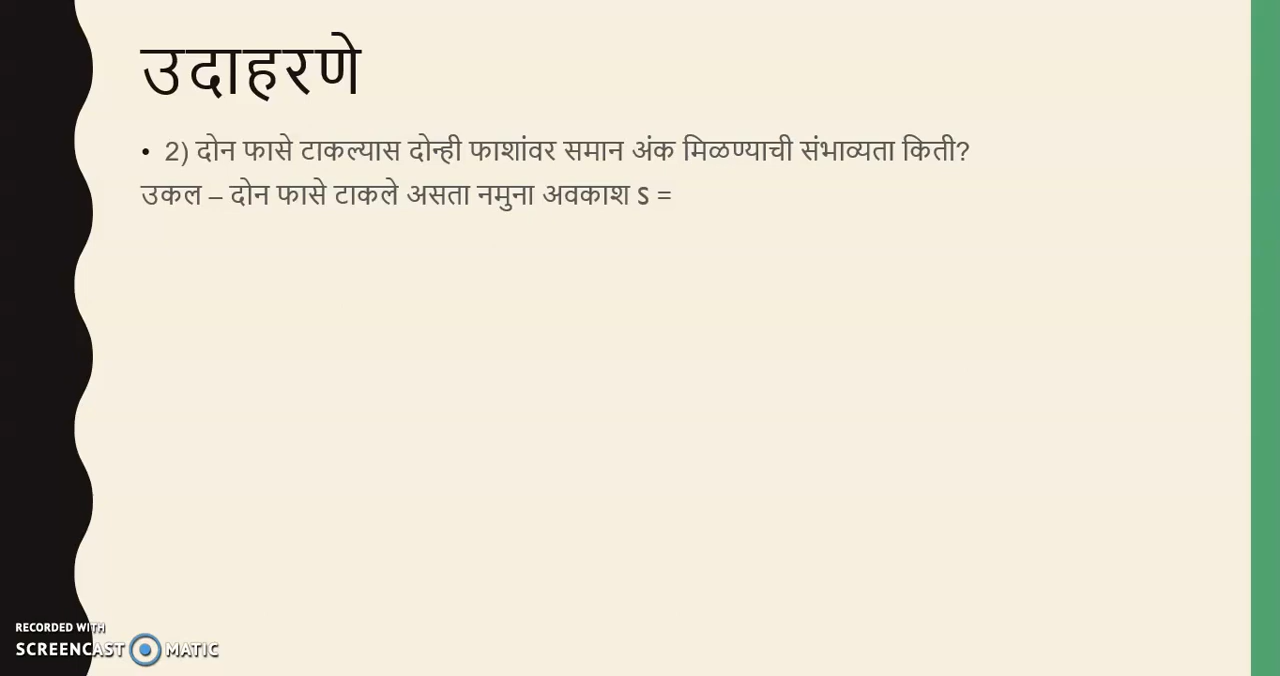 उदाहरणे
• 2) दोन फासे टाकल्यास दोन्ही फाशांवर समान अंक मिळण्याची संभाव्यता किती?
उकल – दोन फासे टाकले असता नमुना अवकाश S =
RECORDED WITH
SCREENCAST MATIC